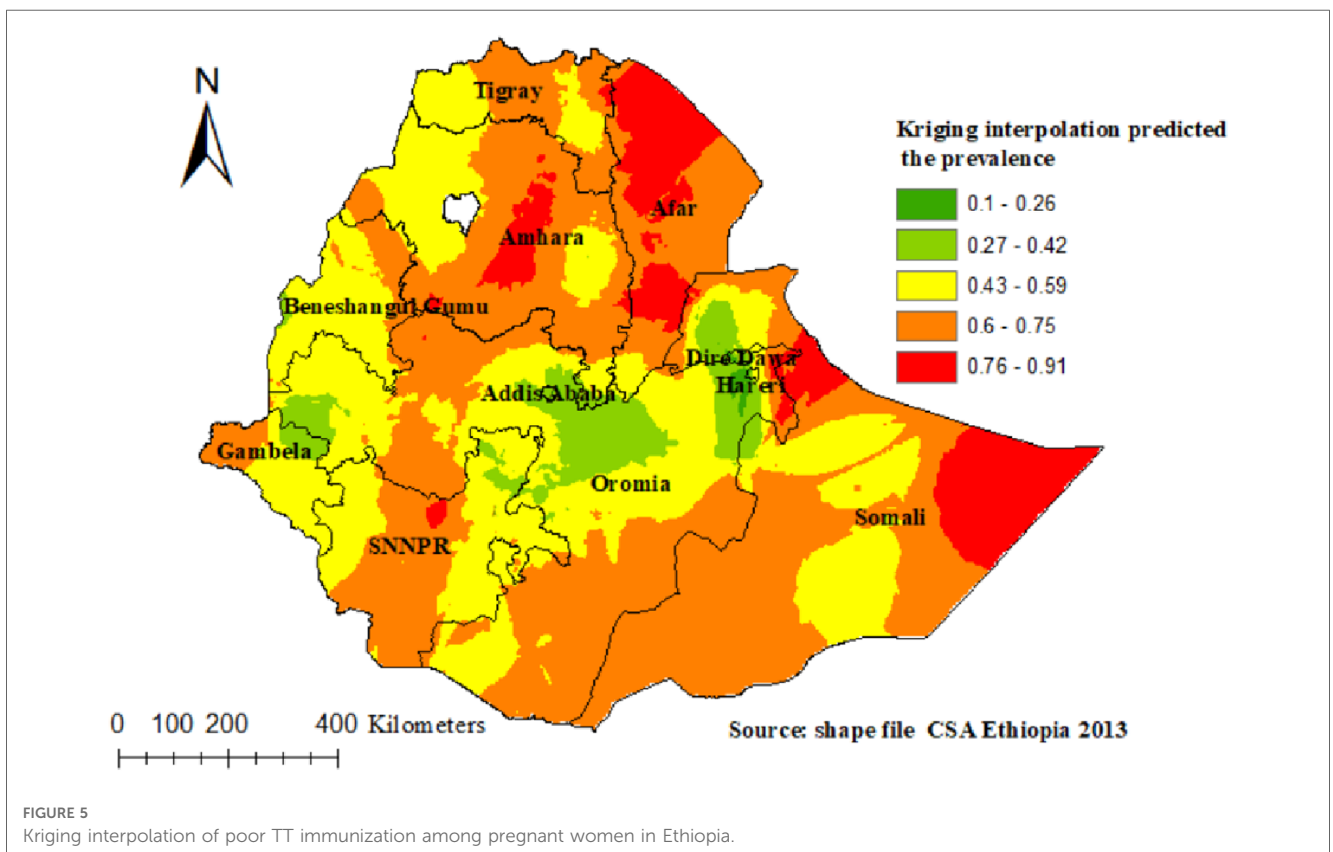 N
Tigray
Kriging interpolation predicted
the prevalence
0.1 - 0.26
0.27 - 0.42
0.43 - 0.59
0.6 - 0.75
0.76 - 0.91
Afar
Amhara
Beneshangul Gumu
Dire Dawa
Hareri
Addis Ababa
Gambela
Oromia
Somali
SNNPR
0 100 200 400 Kilometers
Source: shape file CSA Ethiopia 2013
FIGURE 5
Kriging interpolation of poor TT immunization among pregnant women in Ethiopia.